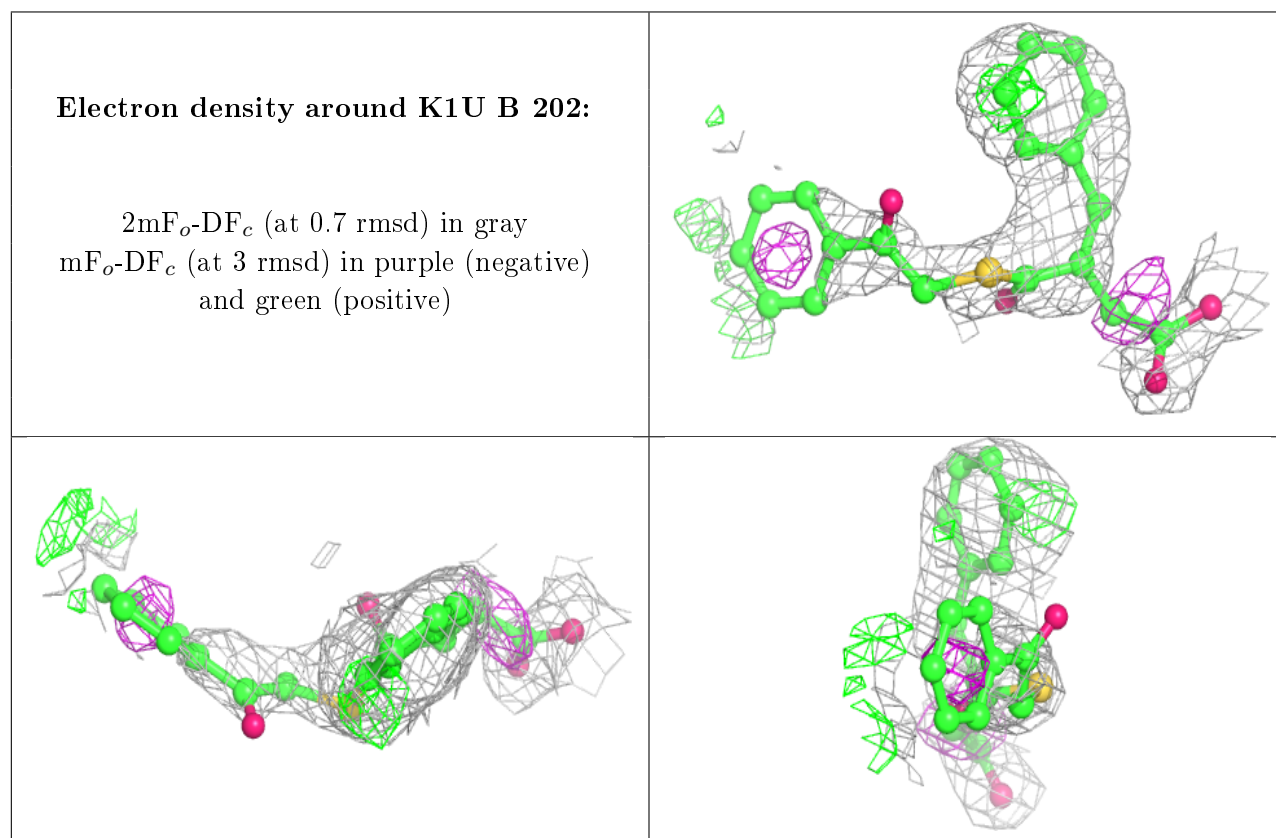 Electron density around K1U B 202:
2mFₒ-DF𝒸 (at 0.7 rmsd) in gray
mFₒ-DF𝒸 (at 3 rmsd) in purple (negative)
and green (positive)